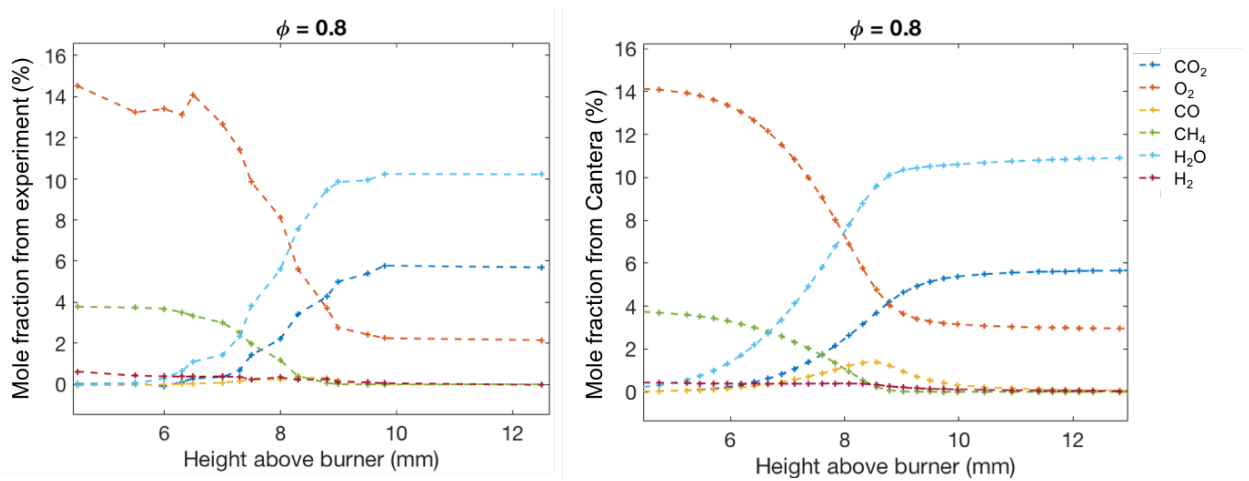 ϕ = 0.8
16
14
12
10
8
6
4
2
0
Mole fraction from experiment (%)
6 8 10 12
Height above burner (mm)
ϕ = 0.8
16
14
12
10
8
6
4
2
0
Mole fraction from Cantera (%)
6 8 10 12
Height above burner (mm)
CO₂
O₂
CO
CH₄
H₂O
H₂